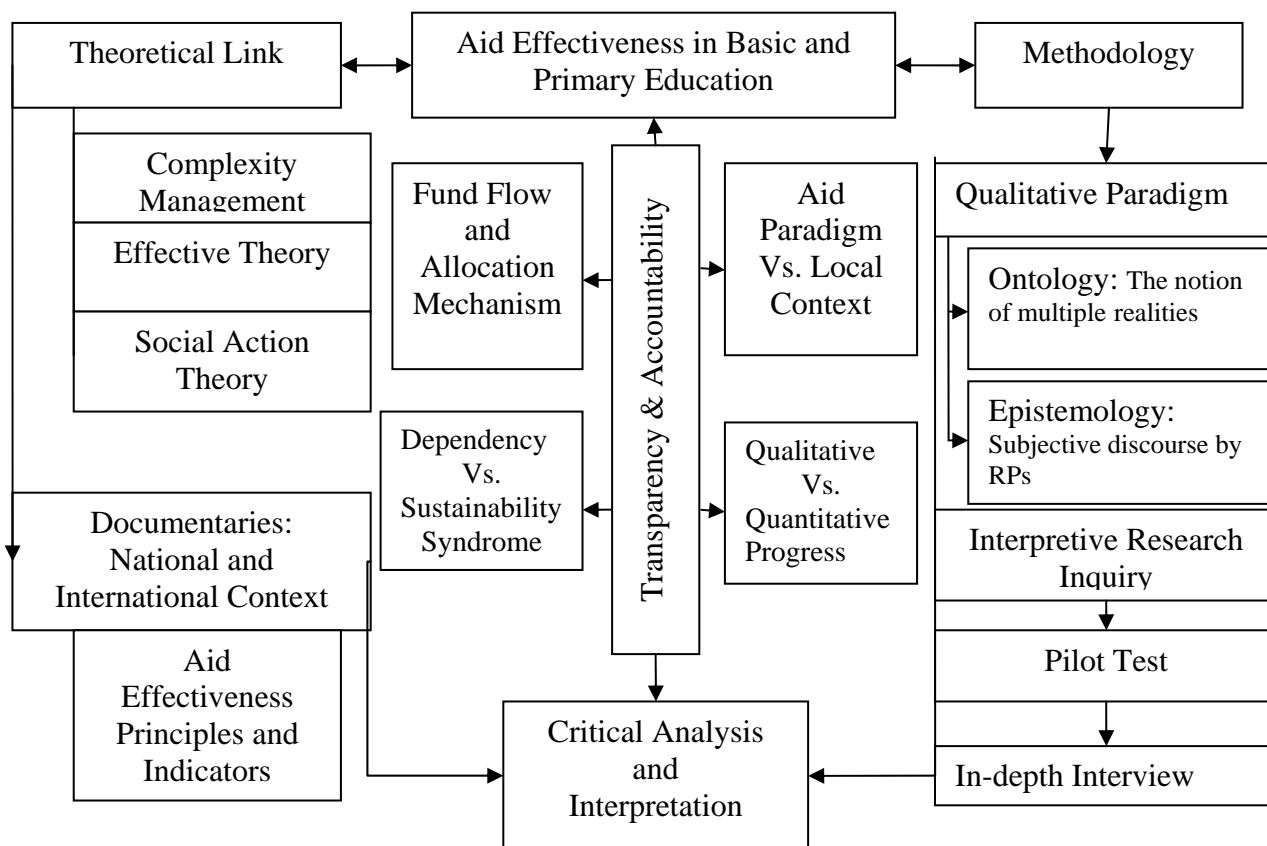 Theoretical Link
Aid Effectiveness in Basic and
Primary Education
Methodology
Complexity
Management
Effective Theory
Social Action
Theory
Documentaries:
National and
International Context
Aid
Effectiveness
Principles and
Indicators
Fund Flow
and
Allocation
Mechanism
Dependency
Vs.
Sustainability
Syndrome
Transparency & Accountability
Aid
Paradigm
Vs. Local
Context
Qualitative
Vs.
Quantitative
Progress
Critical Analysis
and
Interpretation
Qualitative Paradigm
Ontology: The notion
of multiple realities
Epistemology:
Subjective discourse by
RPs
Interpretive Research
Inquiry
Pilot Test
In-depth Interview